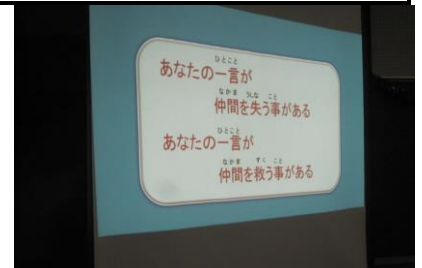 あなたの一言が
仲間を失う事がある
あなたの一言が
仲間を救う事がある